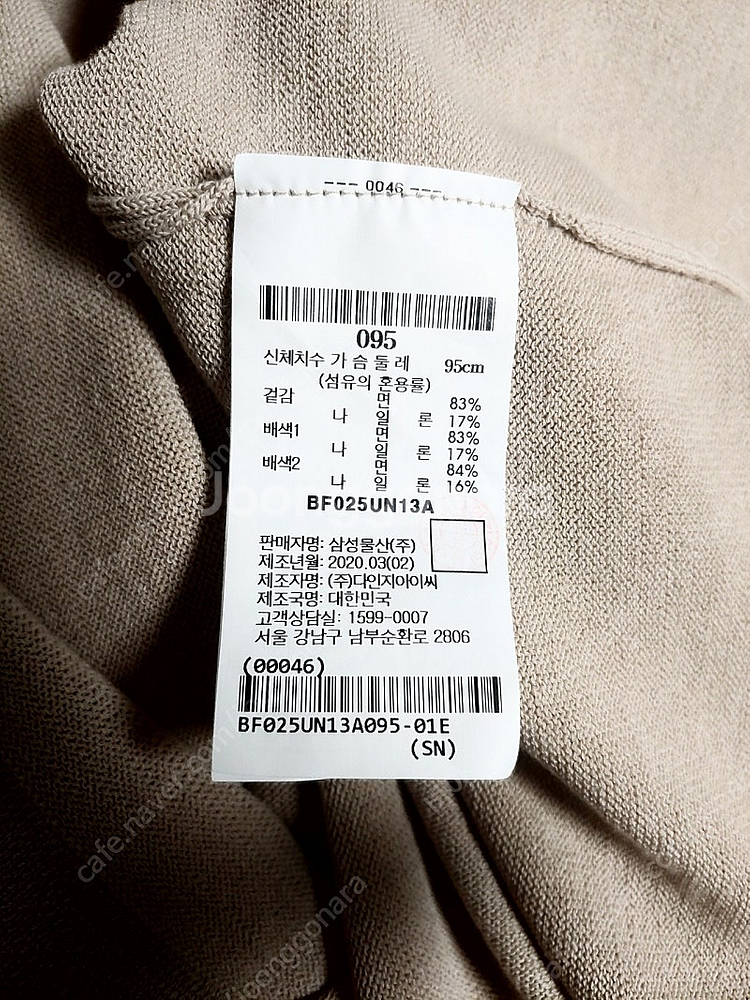 --- 0046 ---
095
신체치수 가 슴 둘 레 95cm
(섬유의 혼용률)
겉감 면 83%
나 일 론 17%
배색1 면 83%
나 일 론 17%
배색2 면 84%
나 일 론 16%
BF025UN13A
판매자명: 삼성물산(주)
제조년월: 2020.03(02)
제조자명: (주)다인지아이씨
제조국명: 대한민국
고객상담실: 1599-0007
서울 강남구 남부순환로 2806
(00046)
BF025UN13A095-01E
(SN)